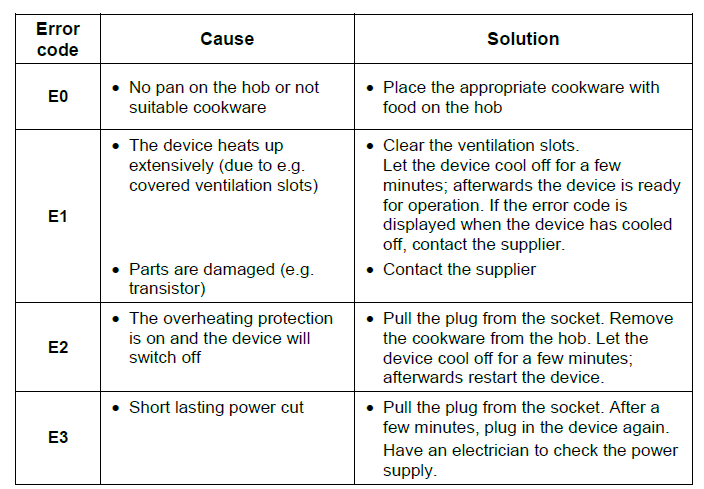 Error
code
Cause
Solution
E0
• No pan on the hob or not
suitable cookware
• Place the appropriate cookware with
food on the hob
E1
• The device heats up
extensively (due to e.g.
covered ventilation slots)
• Clear the ventilation slots.
Let the device cool off for a few
minutes; afterwards the device is ready
for operation. If the error code is
displayed when the device has cooled
off, contact the supplier.
• Parts are damaged (e.g.
transistor)
• Contact the supplier
E2
• The overheating protection
is on and the device will
switch off
• Pull the plug from the socket. Remove
the cookware from the hob. Let the
device cool off for a few minutes;
afterwards restart the device.
E3
• Short lasting power cut
• Pull the plug from the socket. After a
few minutes, plug in the device again.
Have an electrician to check the power
supply.